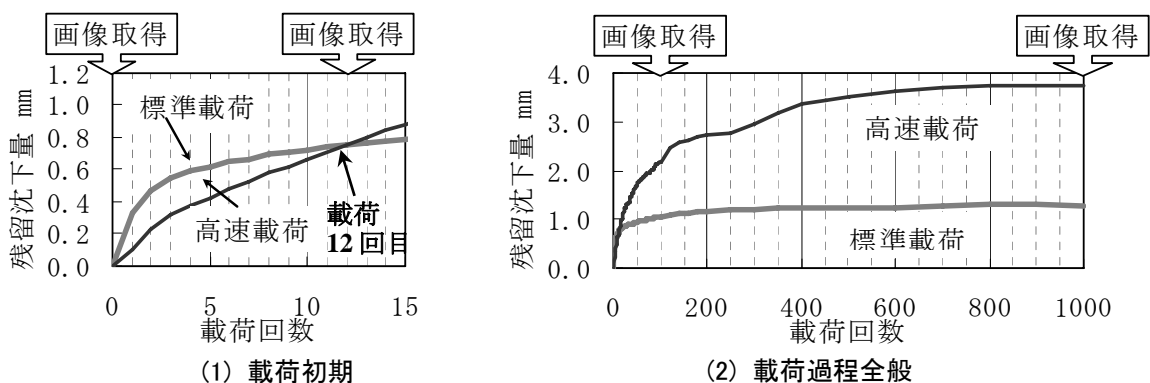 画像取得
画像取得
1.2
1.0
0.8
0.6
0.4
0.2
0.0
残留沈下量 mm
標準載荷
高速載荷
載荷
12回目
0
5
10
15
載荷回数
(1) 載荷初期
画像取得
画像取得
4.0
3.0
2.0
1.0
0.0
残留沈下量 mm
高速載荷
標準載荷
0
200
400
600
800
1000
載荷回数
(2) 載荷過程全般